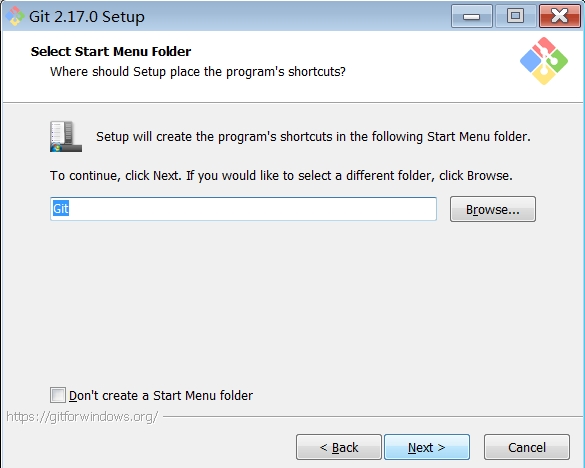 Git 2.17.0 Setup
Select Start Menu Folder
Where should Setup place the program's shortcuts?
Setup will create the program's shortcuts in the following Start Menu folder.
To continue, click Next. If you would like to select a different folder, click Browse.
Git
Browse...
Don't create a Start Menu folder
https://gitforwindows.org/
< Back
Next >
Cancel